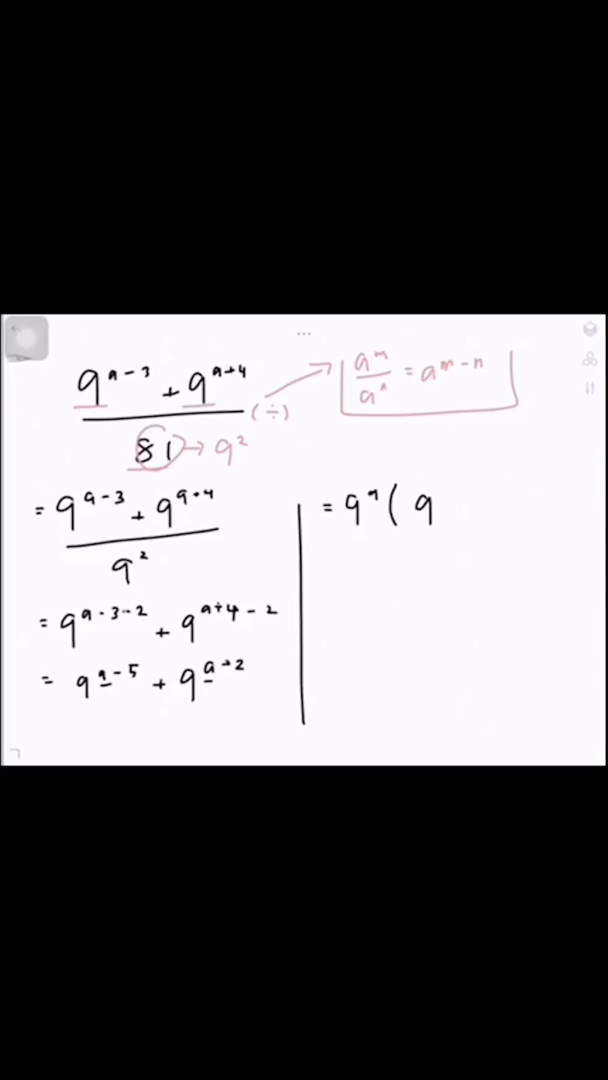 9^(a-3) + 9^(a+4) / 81 → 9² (÷)
a^m / a^n = a^(m-n)
= 9^(a-3) + 9^(a+4) / 9²
= 9^(a-3-2) + 9^(a+4-2)
= 9^(a-5) + 9^(a+2)
= 9^a ( 9